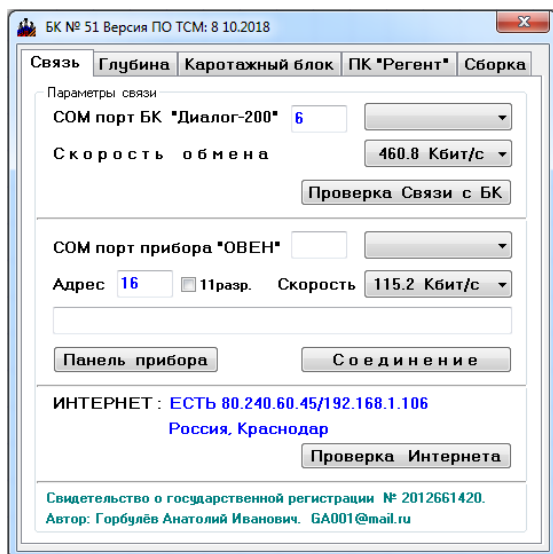 БК № 51 Версия ПО ТСМ: 8 10.2018
Связь Глубина Каротажный блок ПК "Регент" Сборка
Параметры связи
СОМ порт БК "Диалог-200" 6
Скорость обмена 460.8 Кбит/с
Проверка Связи с БК
СОМ порт прибора "ОВЕН"
Адрес 16 11разр. Скорость 115.2 Кбит/с
Панель прибора Соединение
ИНТЕРНЕТ : ЕСТЬ 80.240.60.45/192.168.1.106
Россия, Краснодар
Проверка Интернета
Свидетельство о государственной регистрации № 2012661420.
Автор: Горбулёв Анатолий Иванович. GA001@mail.ru